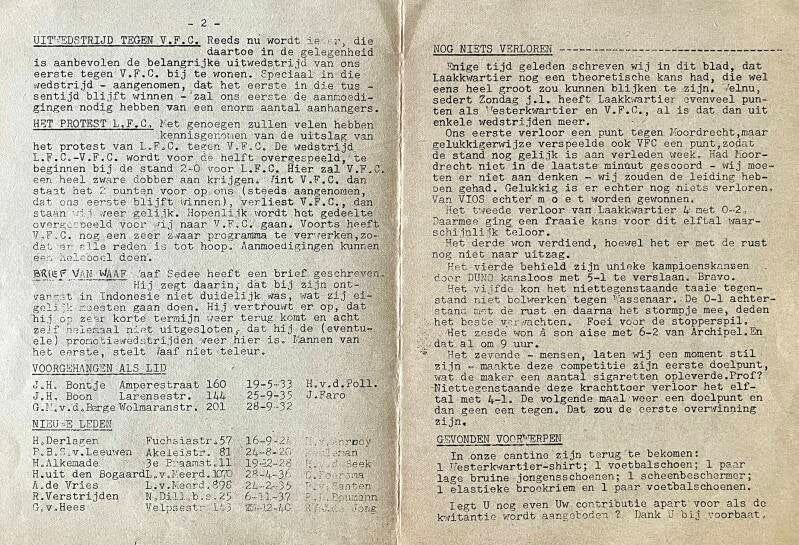 - 2 -
UITWEDSTRIJD TEGEN V.F.C. Reeds nu wordt ieder, die
daartoe in de gelegenheid
is aanbevolen de belangrijke uitwedstrijd van ons
eerste tegen V.F.C. bij te wonen. Speciaal in die
wedstrijd - aangenomen, dat het eerste in die tus-
sentijd blijft winnen - zal ons eerste de aanmoedi-
gingen nodig hebben van een enorm aantal aanhangers.
HET PROTEST L.F.C. Met genoegen zullen velen hebben
kennisgenomen van de uitslag van
het protest van L.F.C. tegen V.F.C. De wedstrijd
L.F.C.-V.F.C. wordt voor de helft overgespeeld, te
beginnen bij de stand 2-0 voor L.F.C. Hier zal V.F.C.
een heel zware dobber aan krijgen. Wint V.F.C. dan
staat het 2 punten voor op ons (steeds aangenomen,
dat ons eerste blijft winnen), verliest V.F.C., dan
staan wij weer gelijk. Hopenlijk wordt het gedeelte
overgespeeld voor wij naar V.F.C. gaan. Voorts heeft
V.F.C. nog een zeer zwaar programma te verwerken, zo-
dat er alle reden is tot hoop. Aanmoedigingen kunnen
een heleboel doen.
BRIEF VAN WAAF Waaf Sedee heeft een brief geschreven.
Hij zegt daarin, dat bij zijn ont-
vangst in Indonesie niet duidelijk was, wat zij ei-
gelijk moesten gaan doen. Hij vertrouwt er op, dat
hij op zeer korte termijn weer terug komt en acht
zelf helemaal niet uitgesloten, dat hij de (eventu-
ele) promotiewedstrijden weer hier is. Mannen van
het eerste, stelt Waaf niet teleur.
VOORGEHANGEN ALS LID
J.H. Bontje Amperestraat 160 19-5-33 H.v.d.Poll.
J.H. Boon Larensestr. 144 25-9-35 J.Faro
G.N.v.d.Berge Wolmaranstr. 201 28-9-32
NIEUWE LEDEN
H.Derlagen Fuchsiastr.57 16-9-24
P.B.S.v.Leeuwen Akeleistr. 81 24-8-20
H.Alkemade 3e Braamst.11 19-12-28
H.uit den Bogaard L.v.Meerd.1070 28-4-36
A.de Vries L.v.Meerd.898 24-2-35
R.Verstrijden N.Dill.b.s.25 6-11-37
G.v.Hees Velpsestr 143
NOG NIETS VERLOREN ---------------------------
Enige tijd geleden schreven wij in dit blad, dat
Laakkwartier nog een theoretische kans had, die wel
eens heel groot zou kunnen blijken te zijn. Welnu,
sedert Zondag j.l. heeft Laakkwartier evenveel pun-
ten als Westerkwartier en V.F.C., al is dat dan uit
enkele wedstrijden meer.
Ons eerste verloor een punt tegen Moordrecht,maar
gelukkigerwijze verspeelde ook VFC een punt,zodat
de stand nog gelijk is aan verleden week. Had Moor-
drecht niet in de laatste minuut gescoord - wij moe-
ten er niet aan denken - wij zouden de leiding heb-
ben gehad. Gelukkig is er echter nog niets verloren.
Van VIOS echter m o e t worden gewonnen.
Het tweede verloor van Laakkwartier 4 met 0-2.
Daarmee ging een fraaie kans voor dit elftal waar-
schijnlijk teloor.
Het derde won verdiend, hoewel het er met de rust
nog niet naar uitzag.
Het vierde behield zijn unieke kampioenskansen
door DUNO kansloos met 5-1 te verslaan. Bravo.
Het vijfde kon het niettegenstaande taaie tegen-
stand niet bolwerken tegen Wassenaar. De 0-1 achter-
stand met de rust en daarna het stormpje mee, deden
het beste verwachten. Foei voor de stopperspil.
Het zesde won à son aise met 6-2 van Archipel.En
dat al om 9 uur.
Het zevende - mensen, laten wij een moment stil
zijn - maakte deze competitie zijn eerste doelpunt,
wat de maker een aantal sigaretten opleverde.Prof?
Niettegenstaande deze krachttoer verloor het elf-
tal met 4-1. De volgende maal weer een doelpunt en
dan geen een tegen. Dat zou de eerste overwinning
zijn.
GEVONDEN VOORWERPEN
In onze cantine zijn terug te bekomen:
1 Westerkwartier-shirt; 1 voetbalschoen; 1 paar
lage bruine jongensschoenen; 1 scheenbeschermer;
1 elastieke broekriem en 1 paar voetbalschoenen.
Legt U nog even Uw contributie apart voor als de
kwitantie wordt aangeboden ? Dank U bij voorbaat.